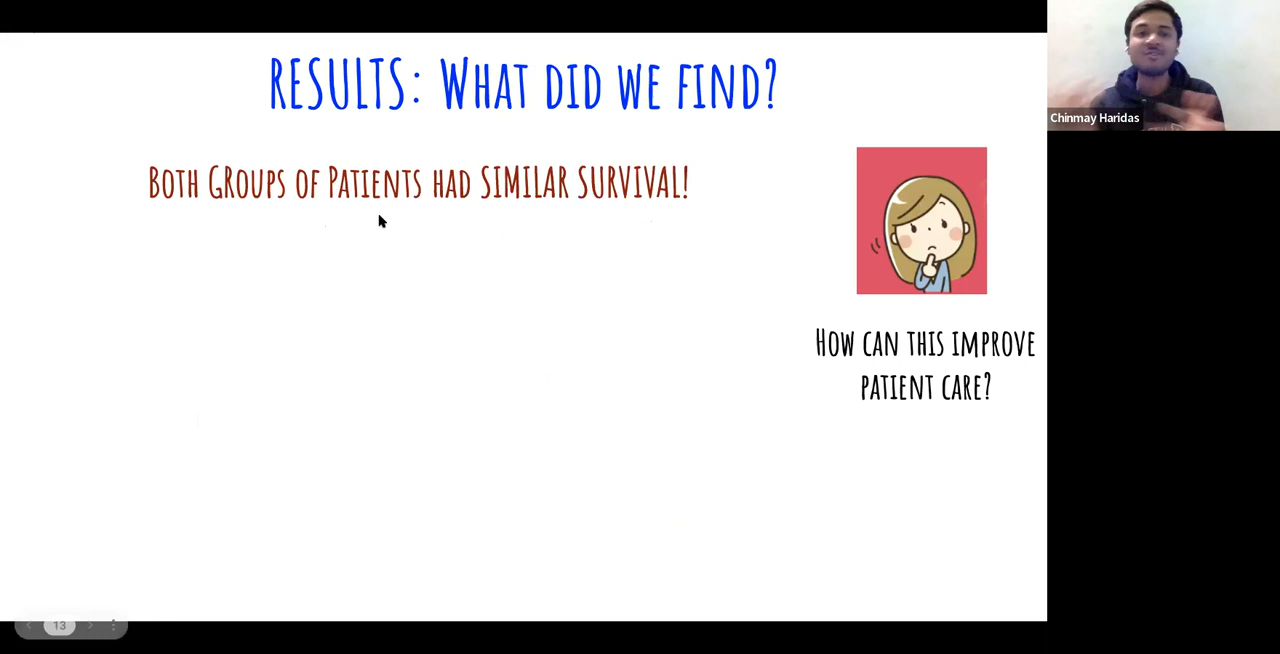 RESULTS: WHAT DID WE FIND?
BOTH GROUPS OF PATIENTS HAD SIMILAR SURVIVAL!
HOW CAN THIS IMPROVE
PATIENT CARE?
Chinmay Haridas
13